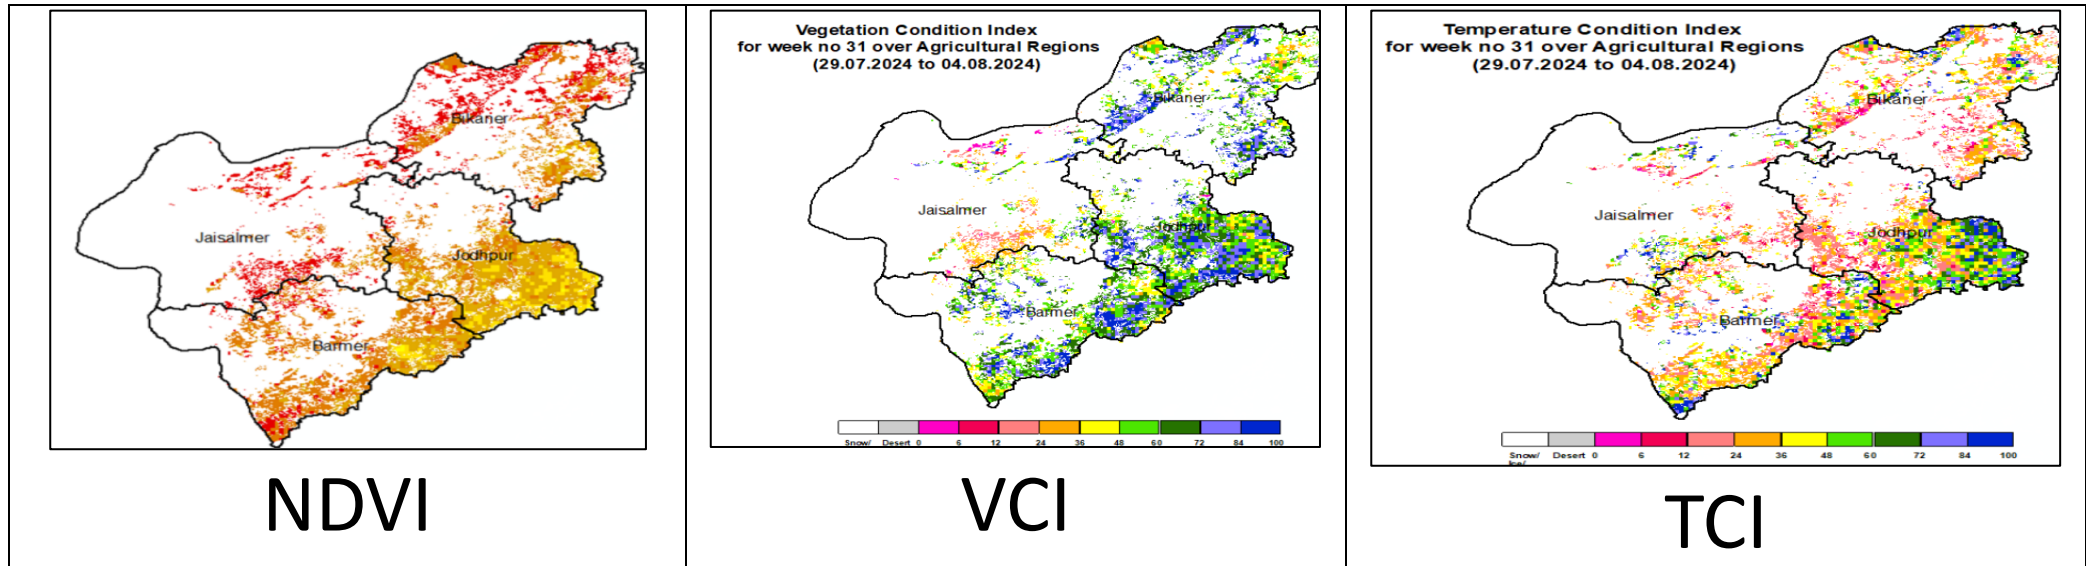 Bikaner
Jaisalmer
Jodhpur
Barmer
NDVI
Vegetation Condition Index
for week no 31 over Agricultural Regions
(29.07.2024 to 04.08.2024)
Bikaner
Jaisalmer
Jodhpur
Barmer
Snow/ Desert 0 6 12 24 36 48 60 72 84 100
VCI
Temperature Condition Index
for week no 31 over Agricultural Regions
(29.07.2024 to 04.08.2024)
Bikaner
Jaisalmer
Jodhpur
Barmer
Snow/ Desert 0 6 12 24 36 48 60 72 84 100
TCI